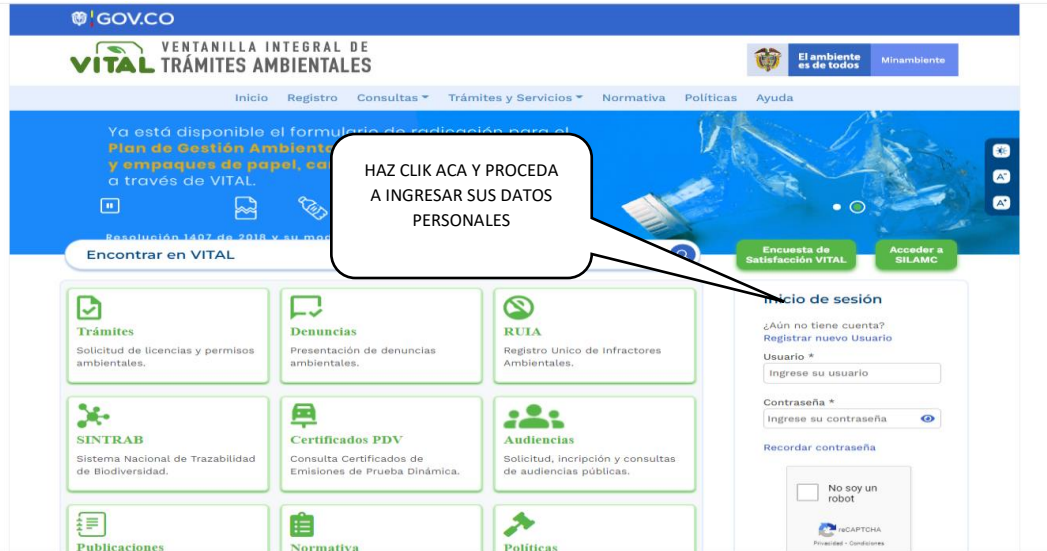 GOV.CO
VITAL
VENTANILLA INTEGRAL DE
TRÁMITES AMBIENTALES
El ambiente
es de todos
Minambiente
Inicio Registro Consultas Trámites y Servicios Normativa Políticas Ayuda
Ya está disponible el formulario de radicación para el
Plan de Gestión
y empaques de papel,
a través de VITAL.
Resolución 1407 de 2018 y su
HAZ CLIK ACA Y PROCEDA
A INGRESAR SUS DATOS
PERSONALES
A-
A+
Encontrar en VITAL
Encuesta de
Satisfacción VITAL
Acceder a
SILAMC
Trámites
Solicitud de licencias y permisos
ambientales.
Denuncias
Presentación de denuncias
ambientales.
RUIA
Registro Unico de Infractores
Ambientales.
SINTRAB
Sistema Nacional de Trazabilidad
de Biodiversidad.
Certificados PDV
Consulta Certificados de
Emisiones de Prueba Dinámica.
Audiencias
Solicitud, incripción y consultas
de audiencias públicas.
Publicaciones
Normativa
Políticas
Inicio de sesión
¿Aún no tiene cuenta?
Registrar nuevo Usuario
Usuario *
Ingrese su usuario
Contraseña *
Ingrese su contraseña
Recordar contraseña
No soy un
robot
reCAPTCHA
Privacidad - Condiciones